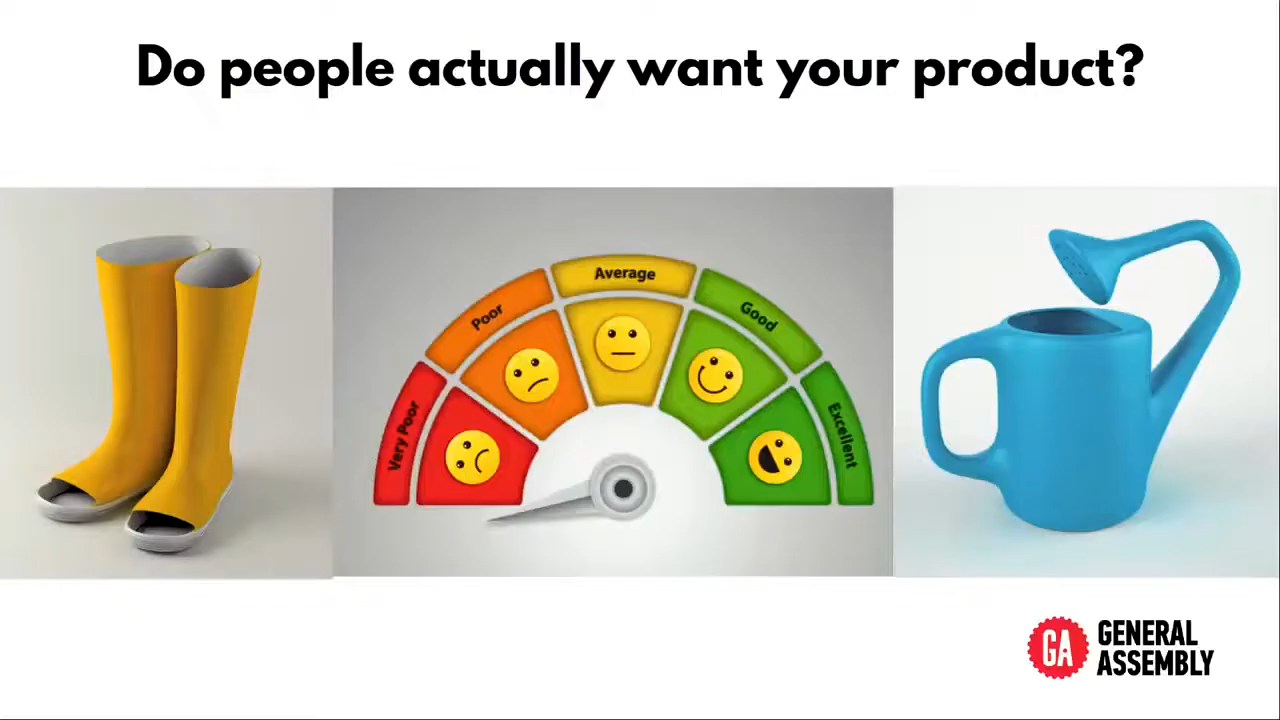 Do people actually want your product?
Very Poor
Poor
Average
Good
Excellent
GA
GENERAL
ASSEMBLY